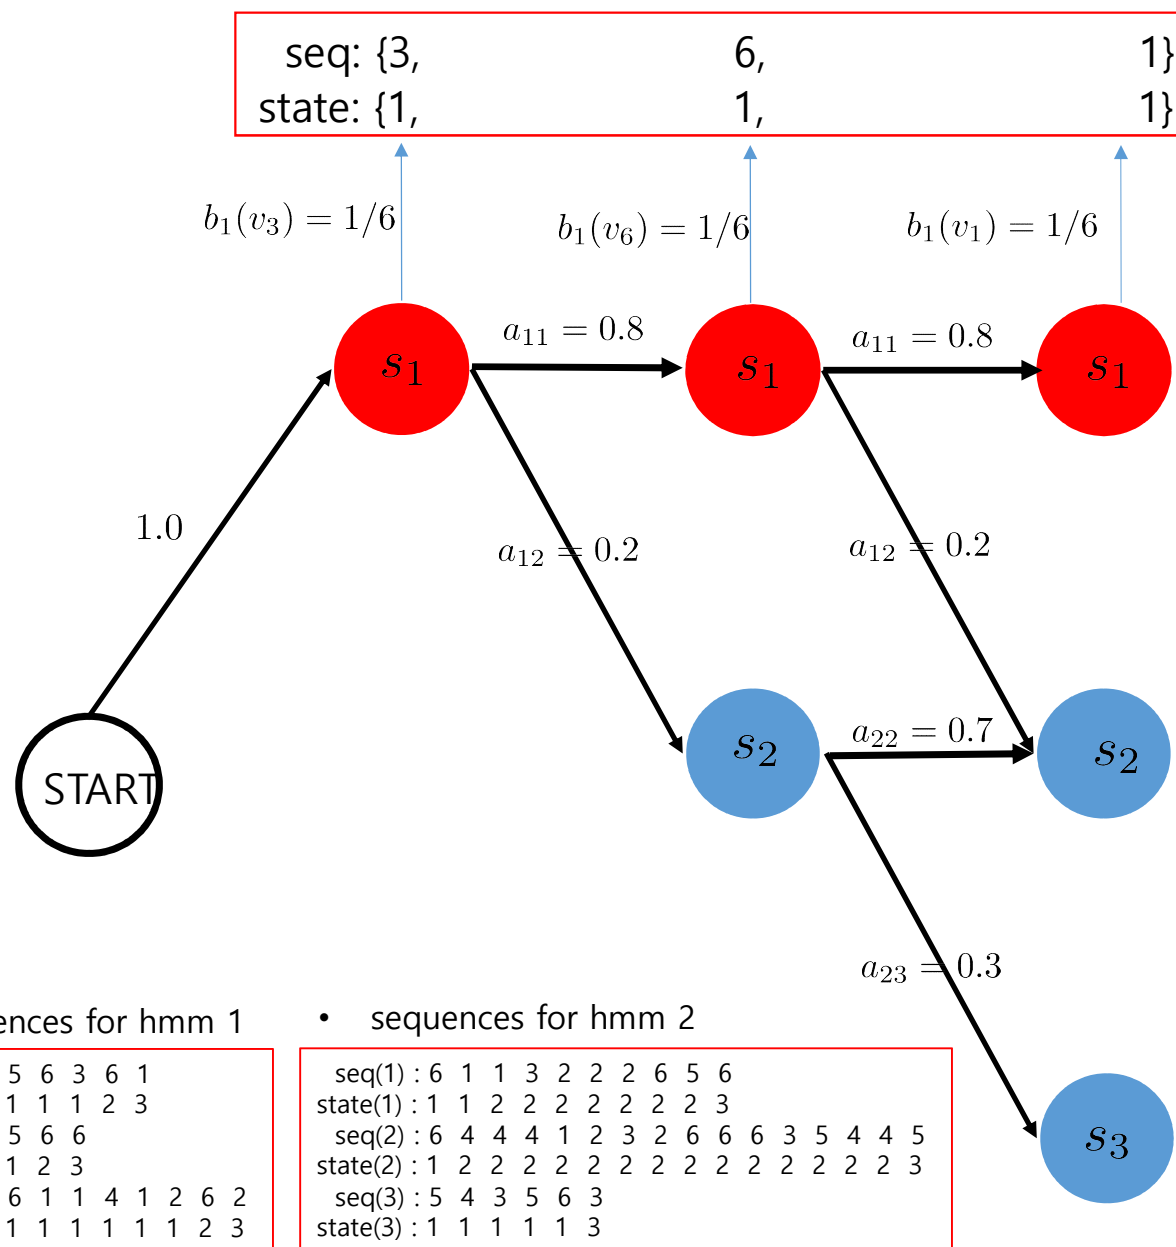 seq: {3, 6, 1}
state: {1, 1, 1}
b₁(v₃) = 1/6
b₁(v₆) = 1/6
b₁(v₁) = 1/6
a₁₁ = 0.8
a₁₁ = 0.8
s₁
s₁
s₁
1.0
a₁₂ = 0.2
a₁₂ = 0.2
START
s₂
a₂₂ = 0.7
s₂
a₂₃ = 0.3
s₃
ences for hmm 1
5 6 3 6 1
1 1 1 2 3
5 6 6
1 2 3
6 1 1 4 1 2 6 2
1 1 1 1 1 1 2 3
• sequences for hmm 2
seq(1) : 6 1 1 3 2 2 2 6 5 6
state(1) : 1 1 2 2 2 2 2 2 2 3
seq(2) : 6 4 4 4 1 2 3 2 6 6 6 3 5 4 4 5
state(2) : 1 2 2 2 2 2 2 2 2 2 2 2 2 2 2 3
seq(3) : 5 4 3 5 6 3
state(3) : 1 1 1 1 1 3